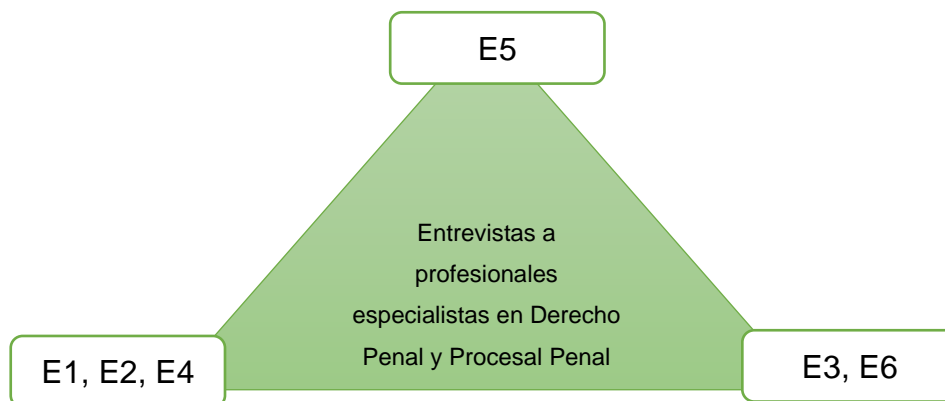 E5
Entrevistas a
profesionales
especialistas en Derecho
Penal y Procesal Penal
E1, E2, E4
E3, E6